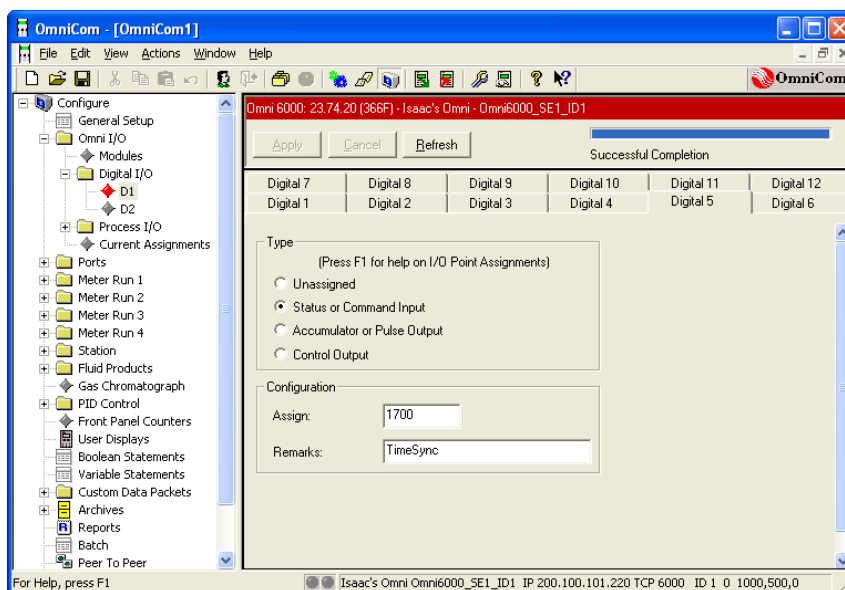 OmniCom - [OmniCom1]
File Edit View Actions Window Help
OmniCom
Configure
General Setup
Omni I/O
Modules
Digital I/O
D1
D2
Process I/O
Current Assignments
Ports
Meter Run 1
Meter Run 2
Meter Run 3
Meter Run 4
Station
Fluid Products
Gas Chromatograph
PID Control
Front Panel Counters
User Displays
Boolean Statements
Variable Statements
Custom Data Packets
Archives
Reports
Batch
Peer To Peer
Omni 6000: 23.74.20 (366F) - Isaac's Omni - Omni6000_SE1_ID1
Apply Cancel Refresh
Successful Completion
Digital 7 Digital 8 Digital 9 Digital 10 Digital 11 Digital 12
Digital 1 Digital 2 Digital 3 Digital 4 Digital 5 Digital 6
Type
(Press F1 for help on I/O Point Assignments)
Unassigned
Status or Command Input
Accumulator or Pulse Output
Control Output
Configuration
Assign: 1700
Remarks: TimeSync
For Help, press F1
Isaac's Omni Omni6000_SE1_ID1 IP 200.100.101.220 TCP 6000 ID 1 0 1000,500,0